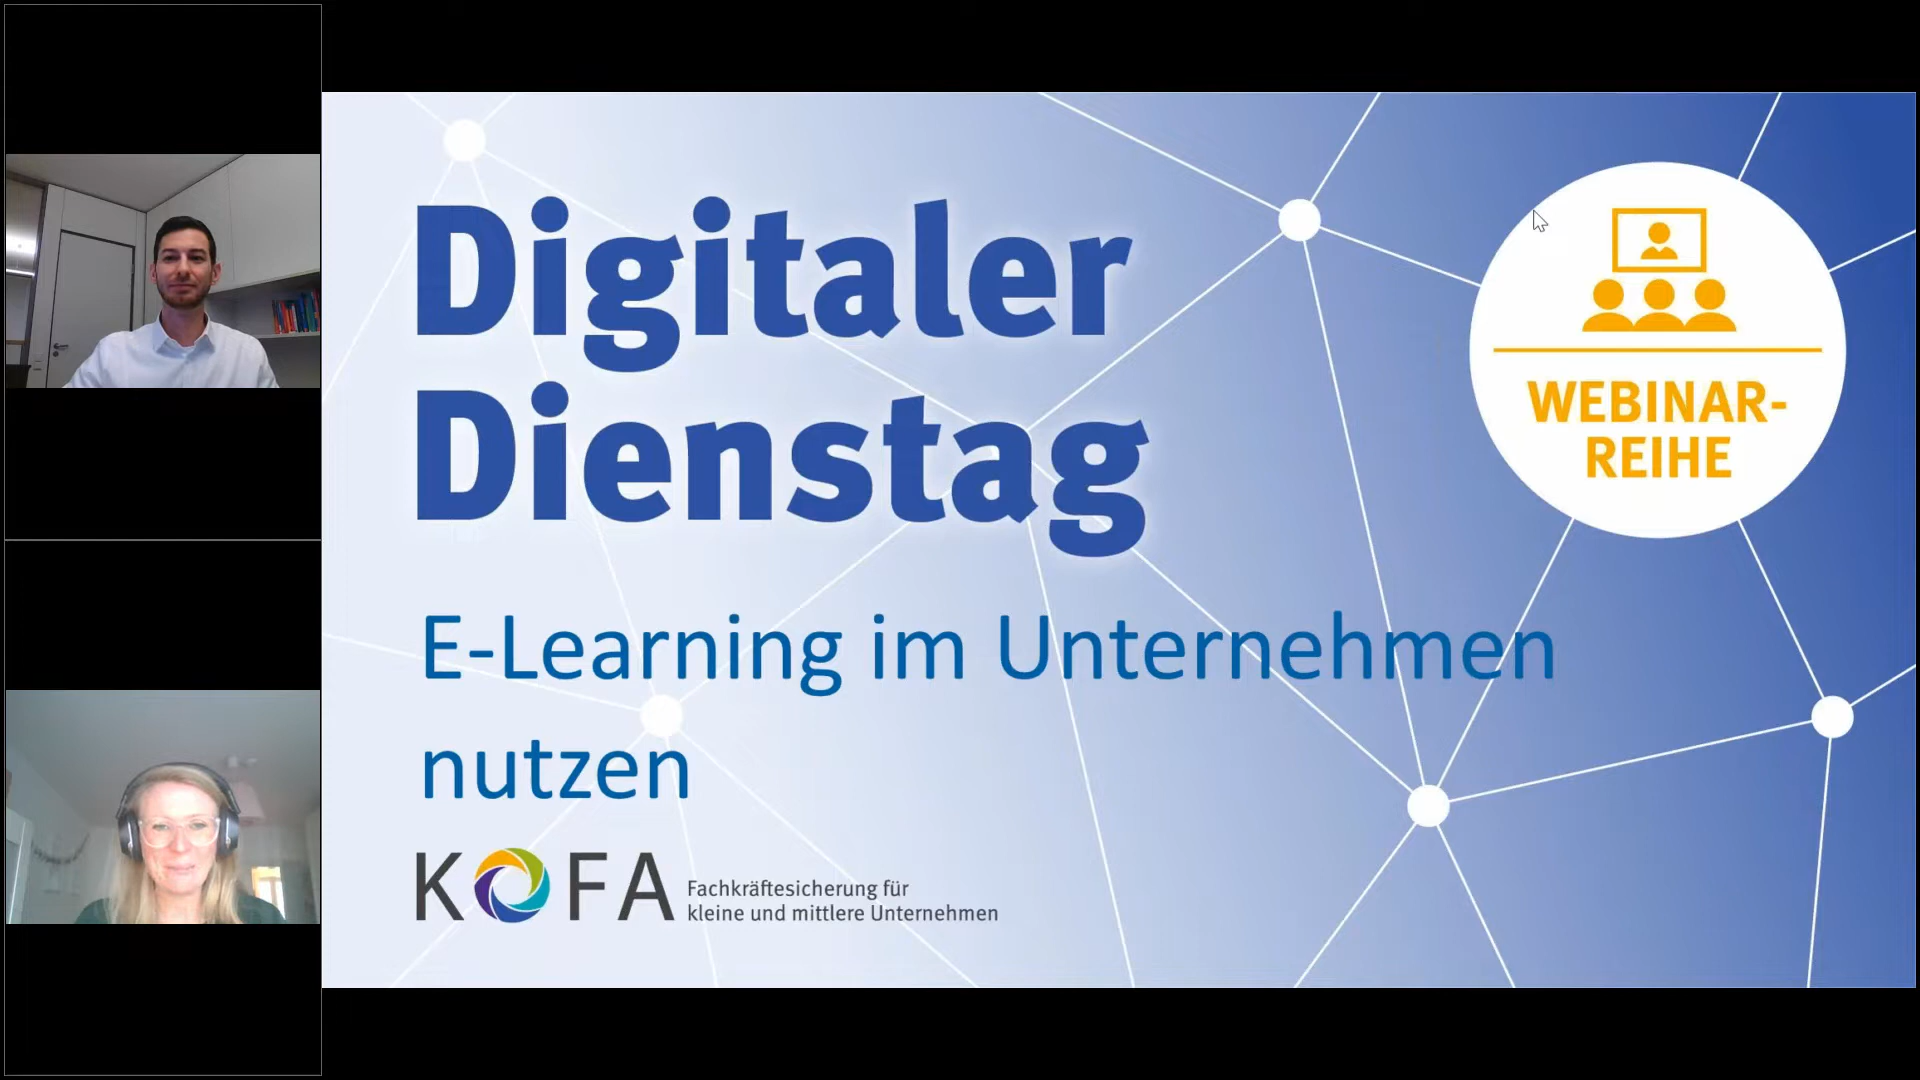 Digitaler
Dienstag
WEBINAR-
REIHE
E-Learning im Unternehmen
nutzen
KOFA
Fachkräftesicherung für
kleine und mittlere Unternehmen